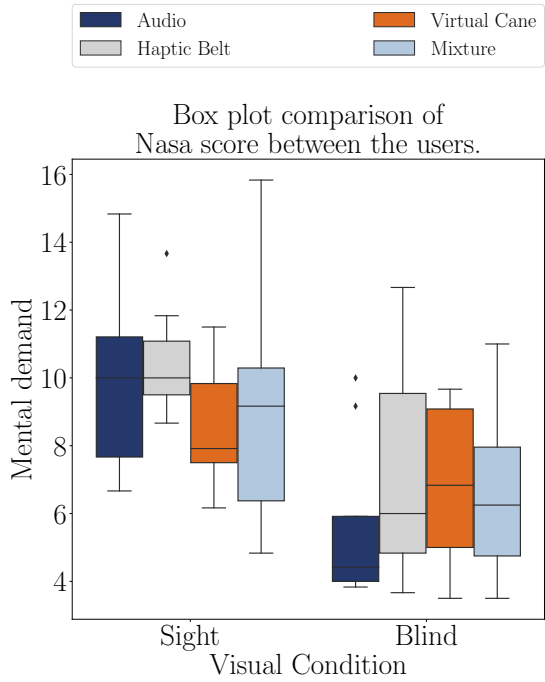 Audio
Haptic Belt
Virtual Cane
Mixture
Box plot comparison of
Nasa score between the users.
Mental demand
16
14
12
10
8
6
4
Sight
Blind
Visual Condition